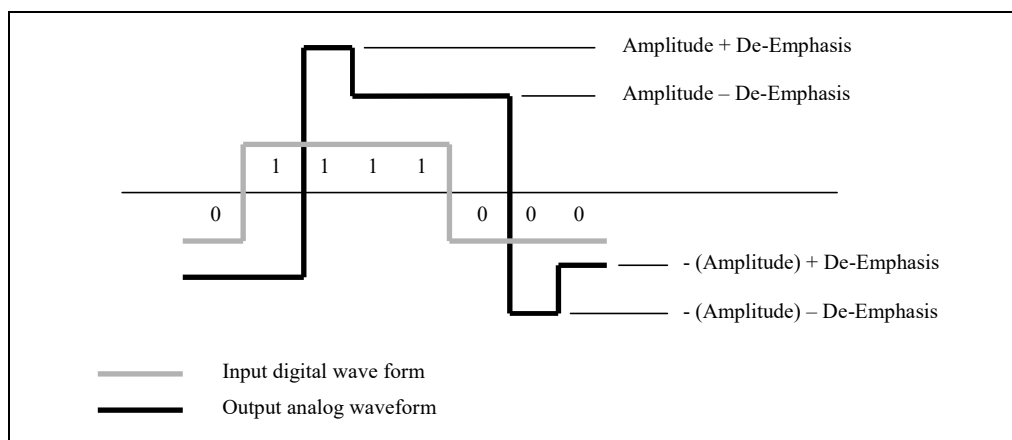 Amplitude + De-Emphasis
Amplitude – De-Emphasis
1 1 1 1
0 0 0 0
- (Amplitude) + De-Emphasis
- (Amplitude) – De-Emphasis
Input digital wave form
Output analog waveform